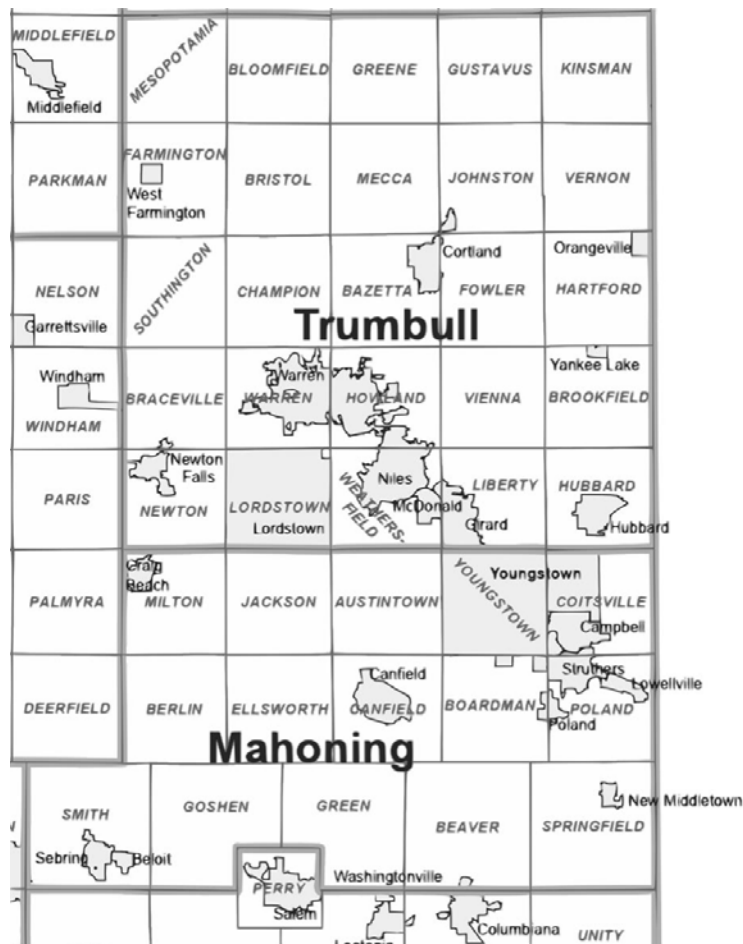 MIDDLEFIELD
MESOPOTAMIA
BLOOMFIELD
GREENE
GUSTAVUS
KINSMAN
Middlefield
PARKMAN
FARMINGTON
West
Farmington
BRISTOL
MECCA
JOHNSTON
VERNON
NELSON
Garrettsville
SOUTHINGTON
CHAMPION
BAZETTA
Cortland
FOWLER
Orangeville
HARTFORD
Trumbull
Windham
WINDHAM
BRACEVILLE
Warren
WARREN
HOWLAND
VIENNA
Yankee Lake
BROOKFIELD
PARIS
Newton
Falls
NEWTON
LORDSTOWN
Lordstown
WEATHERS-
FIELD
Niles
McDonald
LIBERTY
Girard
HUBBARD
Hubbard
PALMYRA
Craig
Beach
MILTON
JACKSON
AUSTINTOWN
YOUNGSTOWN
Youngstown
COITSVILLE
Campbell
DEERFIELD
BERLIN
ELLSWORTH
Canfield
CANFIELD
BOARDMAN
Struthers
Lowellville
POLAND
Poland
Mahoning
SMITH
Sebring
Beloit
GOSHEN
GREEN
BEAVER
SPRINGFIELD
New Middletown
PERRY
Salem
Washingtonville
Columbiana
UNITY